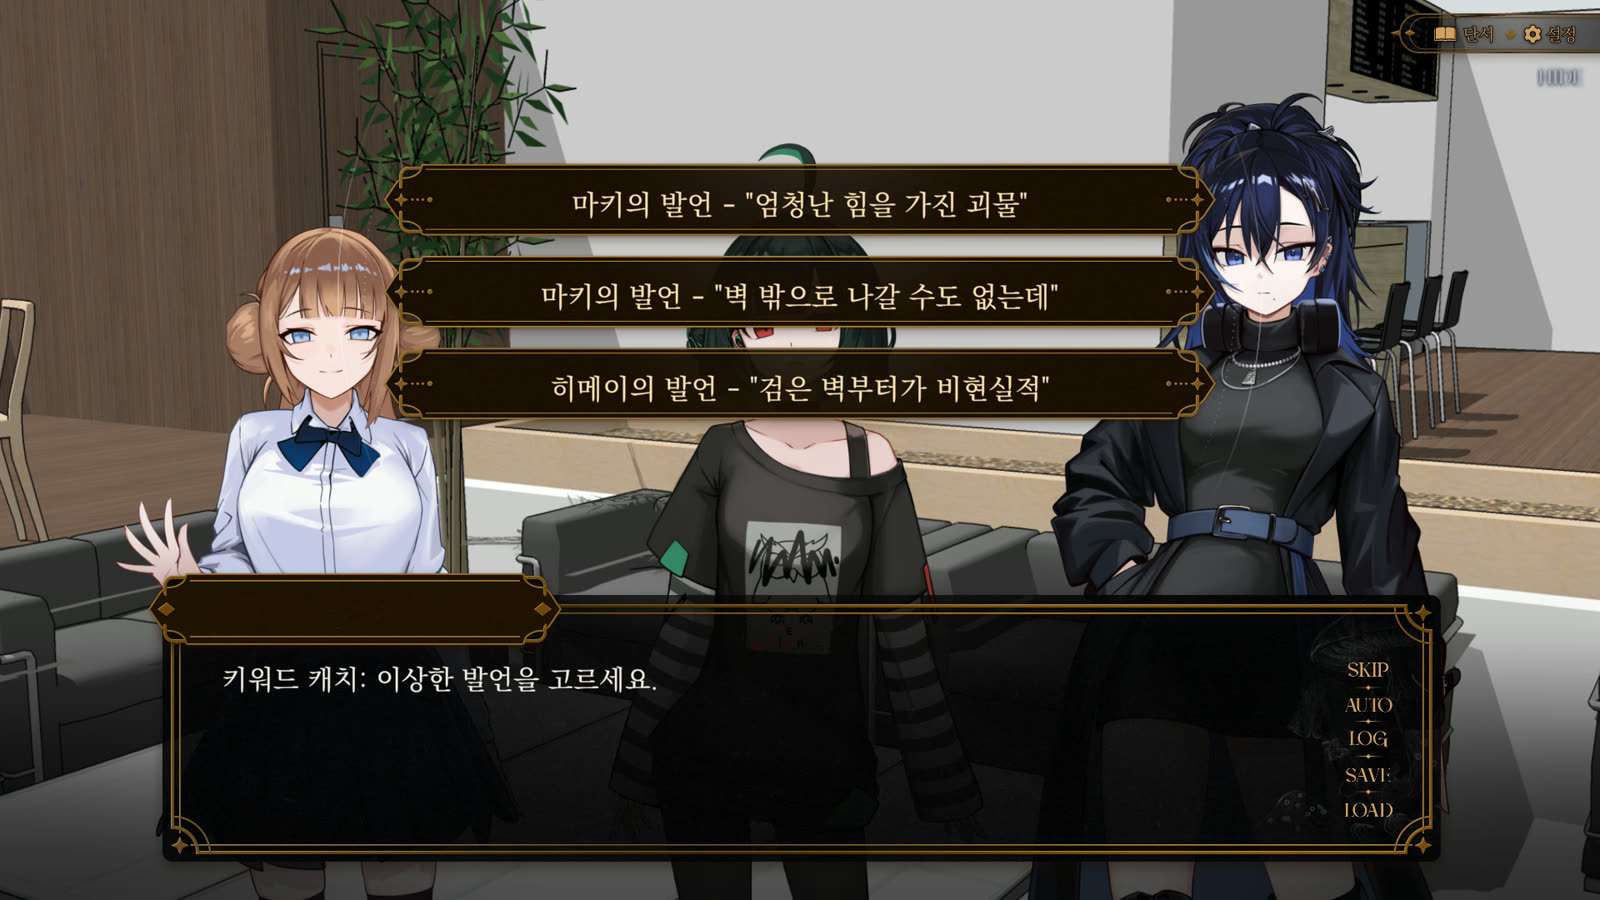 단서
설정
HIDE
마키의 발언 - "엄청난 힘을 가진 괴물"
마키의 발언 - "벽 밖으로 나갈 수도 없는데"
히메이의 발언 - "검은 벽부터가 비현실적"
키워드 캐치: 이상한 발언을 고르세요.
SKIP
AUTO
LOG
SAVE
LOAD